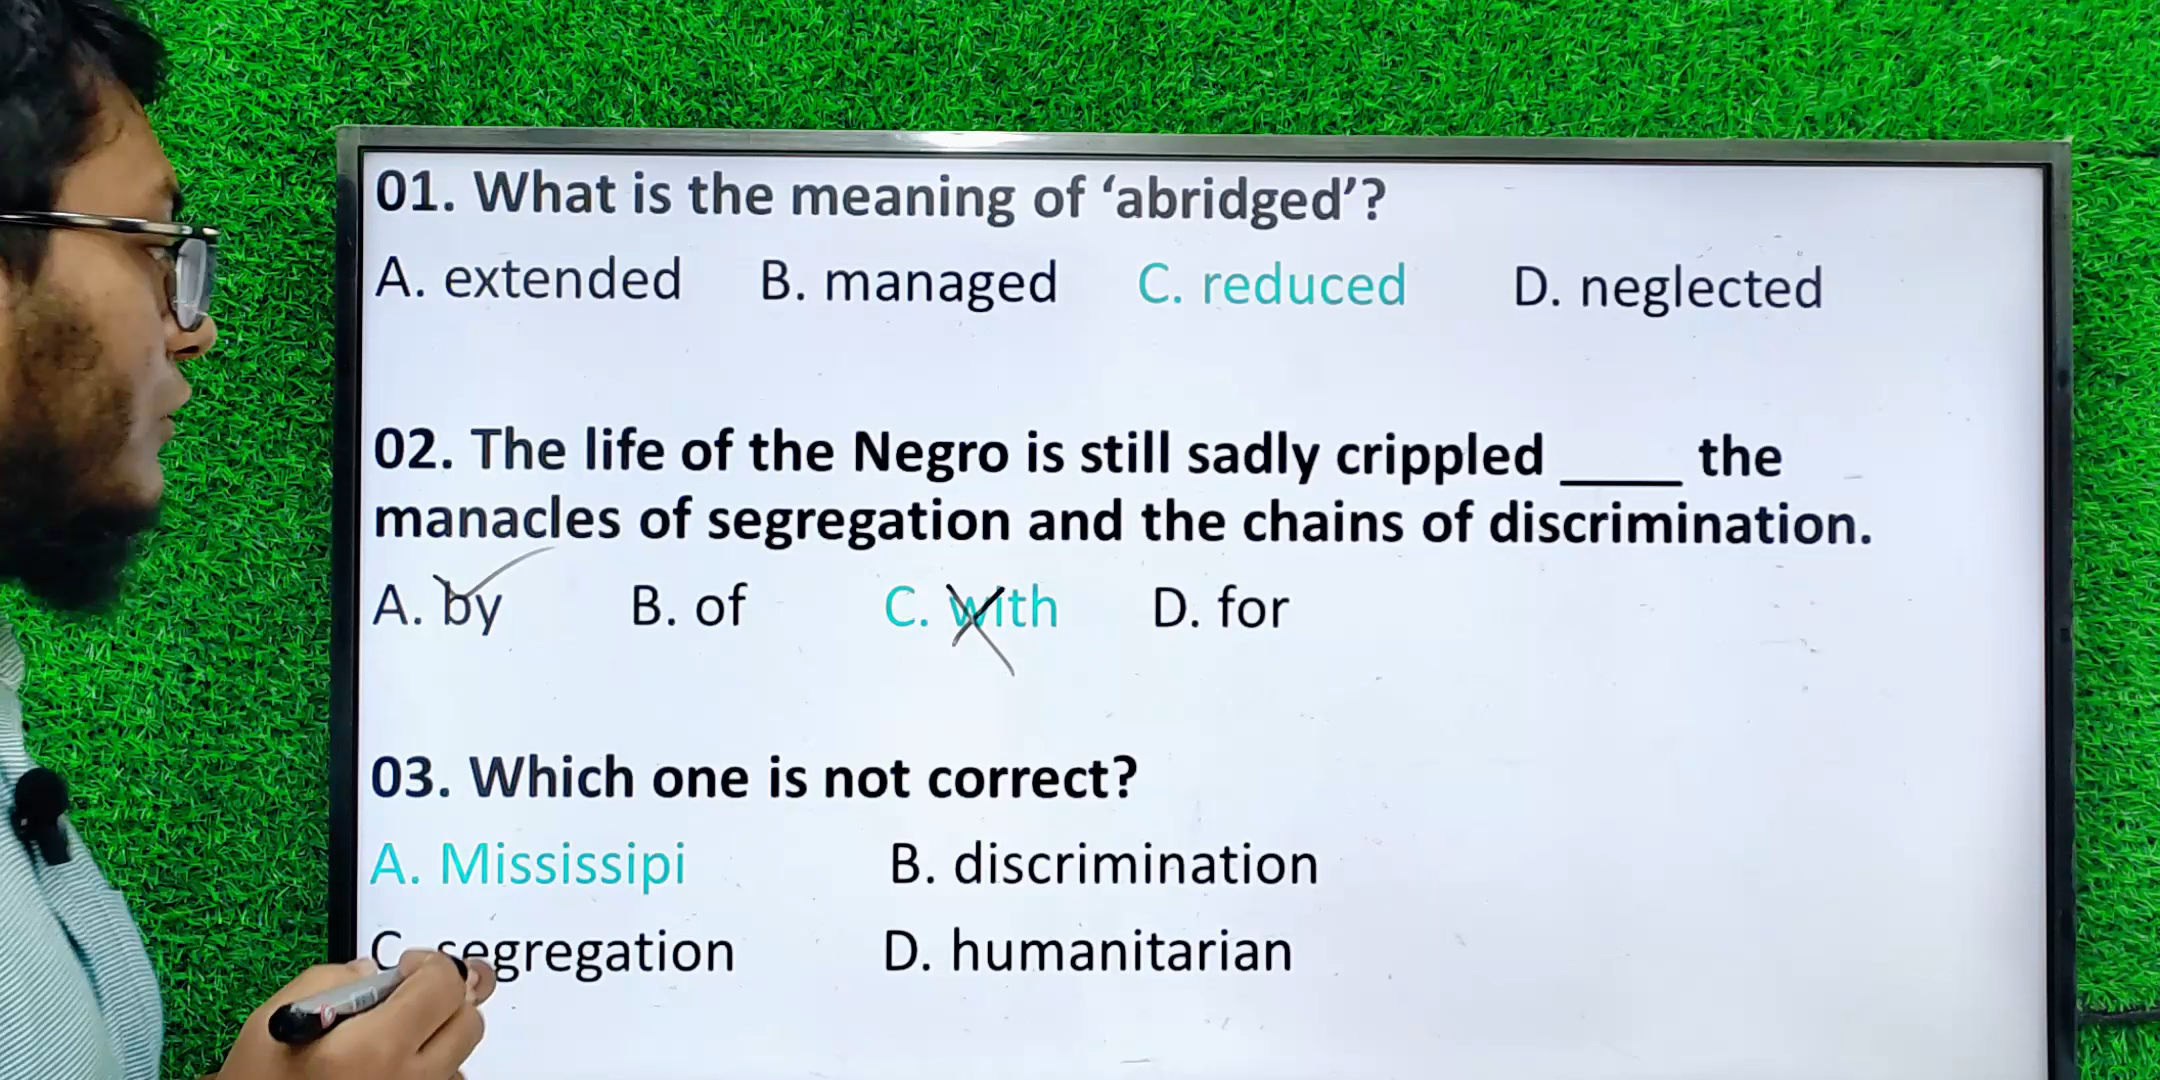 01. What is the meaning of ‘abridged’?
A. extended B. managed C. reduced D. neglected
02. The life of the Negro is still sadly crippled _____ the
manacles of segregation and the chains of discrimination.
A. by B. of C. with D. for
03. Which one is not correct?
A. Mississipi B. discrimination
C. segregation D. humanitarian